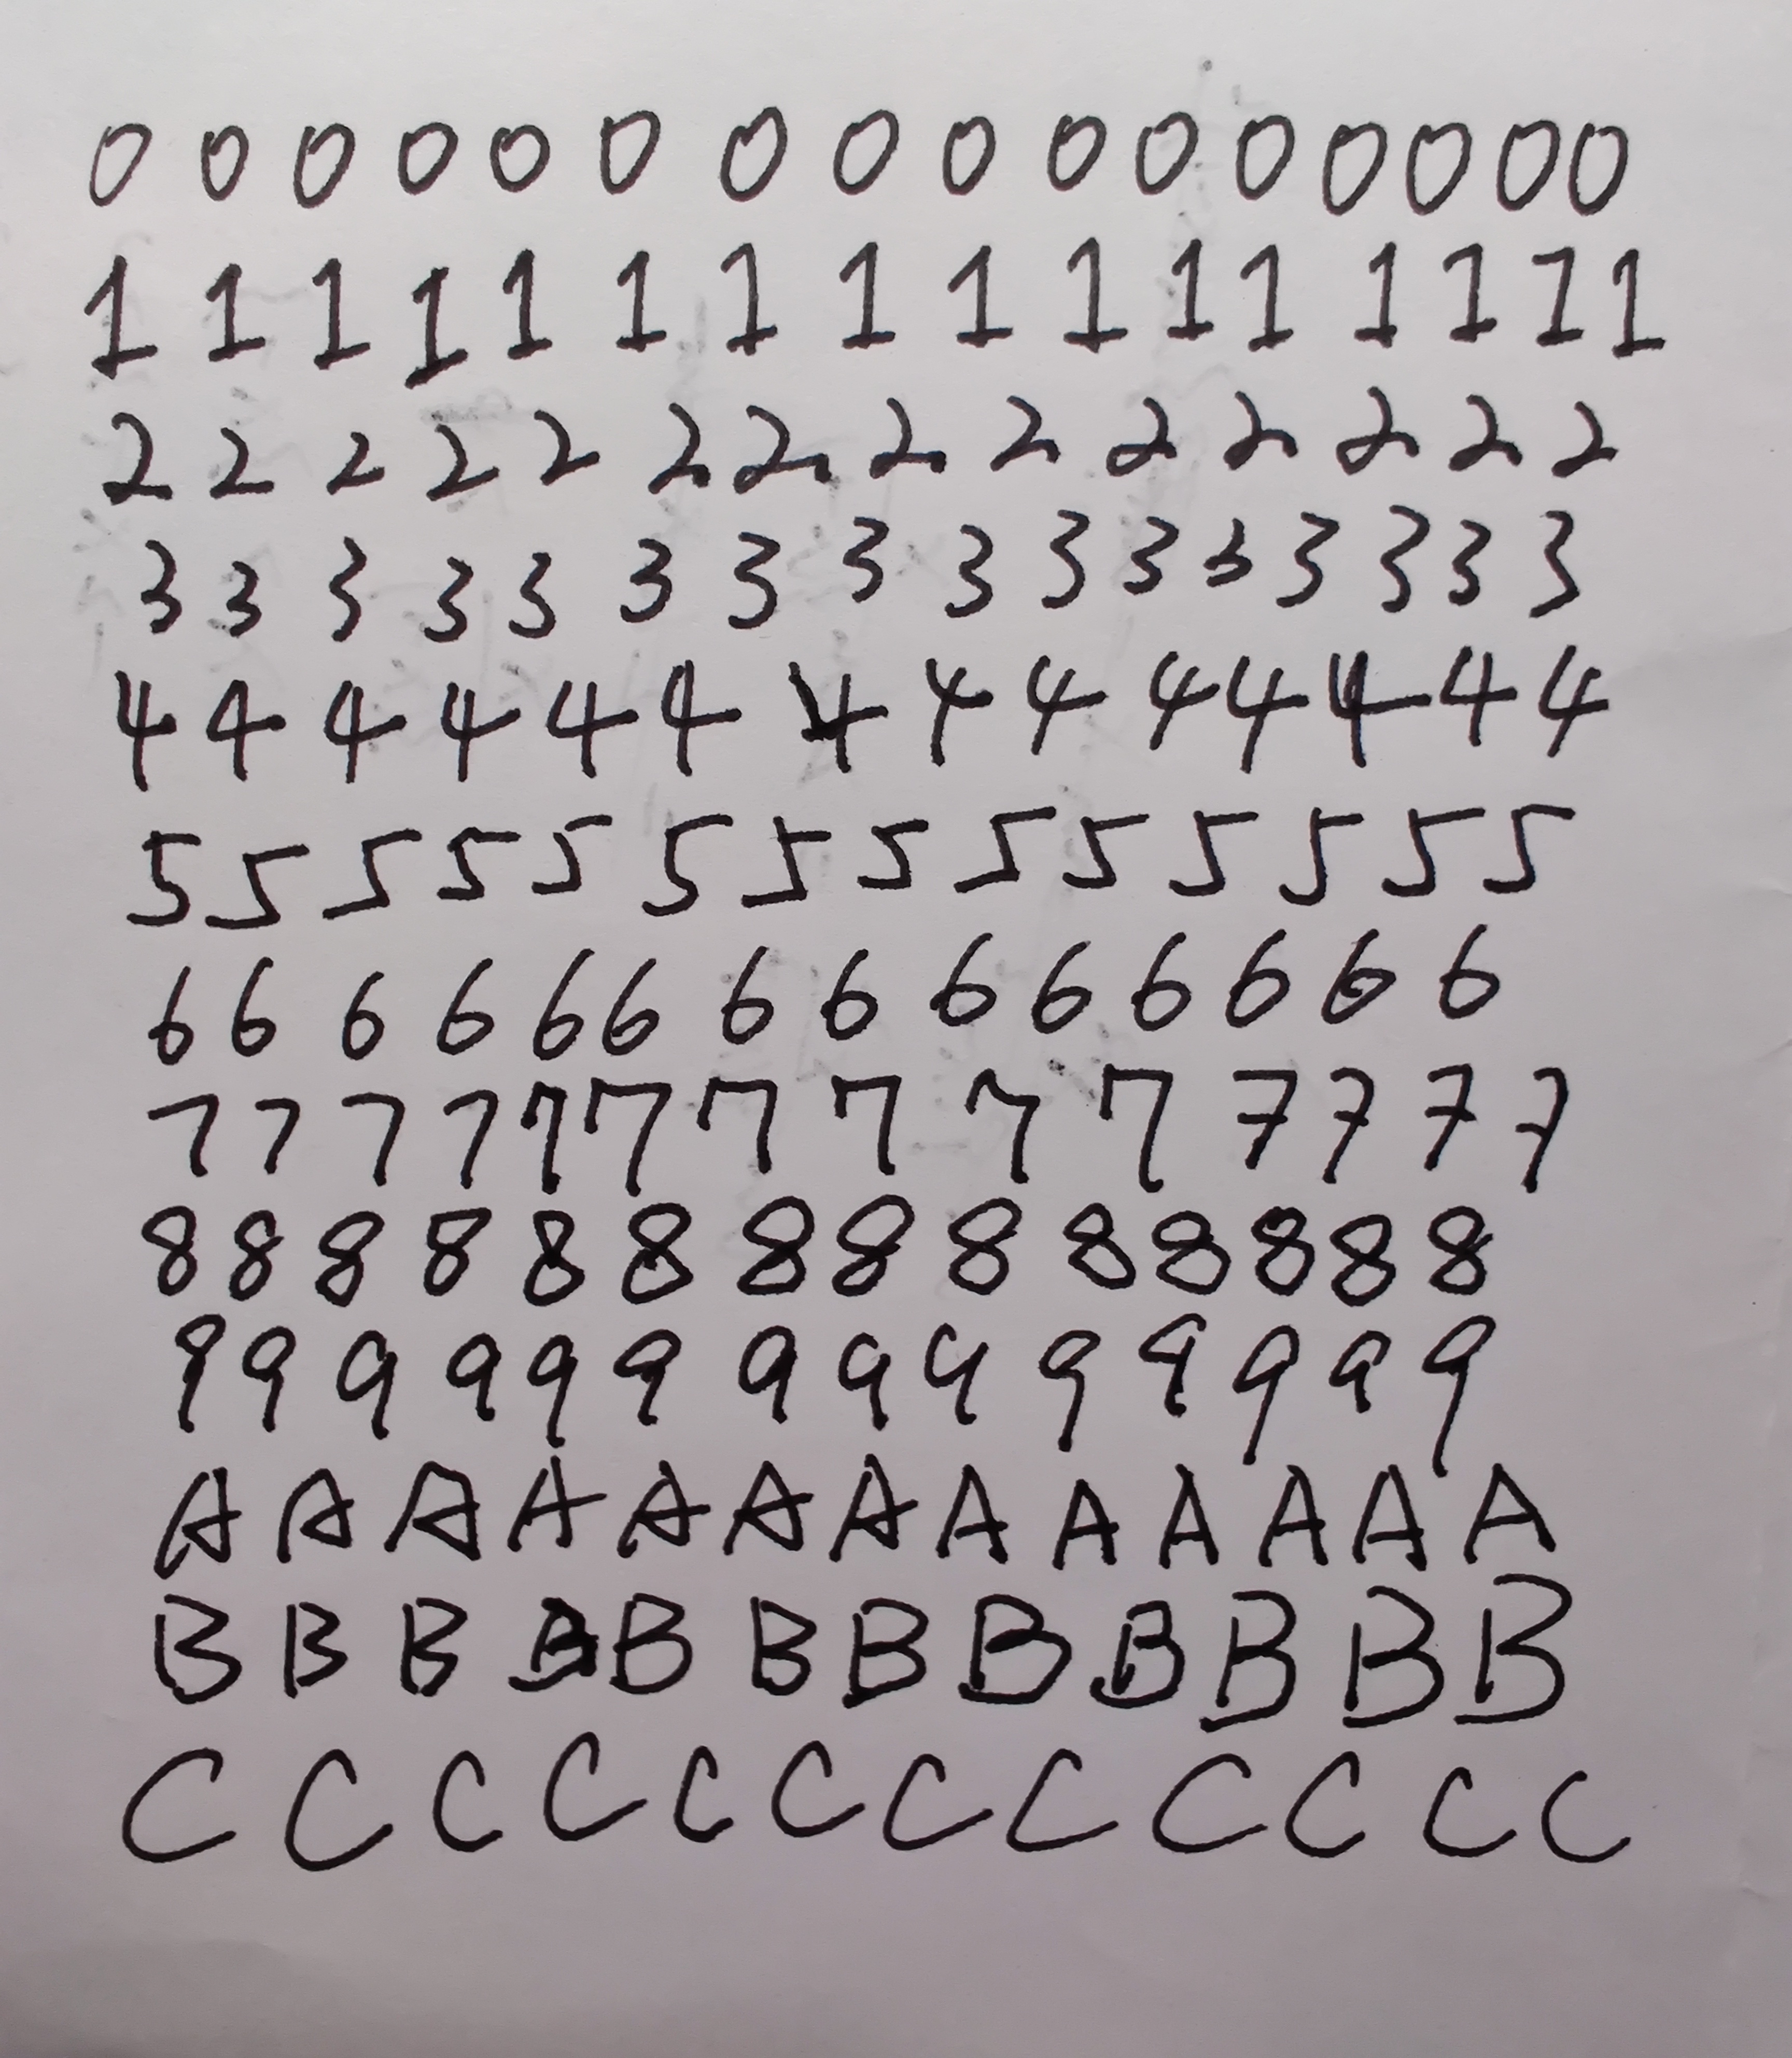 0 0 0 0 0 0 0 0 0 0 0 0 0 0 0 0
1 1 1 1 1 1 1 1 1 1 1 1 1 1 1 1
2 2 2 2 2 2 2 2 2 2 2 2 2 2
3 3 3 3 3 3 3 3 3 3 3 3 3 3 3 3
4 4 4 4 4 4 4 4 4 4 4 4 4 4
5 5 5 5 5 5 5 5 5 5 5 5 5 5
6 6 6 6 6 6 6 6 6 6 6 6 6 6
7 7 7 7 7 7 7 7 7 7 7 7 7 7
8 8 8 8 8 8 8 8 8 8 8 8 8 8
9 9 9 9 9 9 9 9 9 9 9 9 9 9
A A A A A A A A A A A A A
B B B B B B B B B B B B
C C C C C C C C C C C C